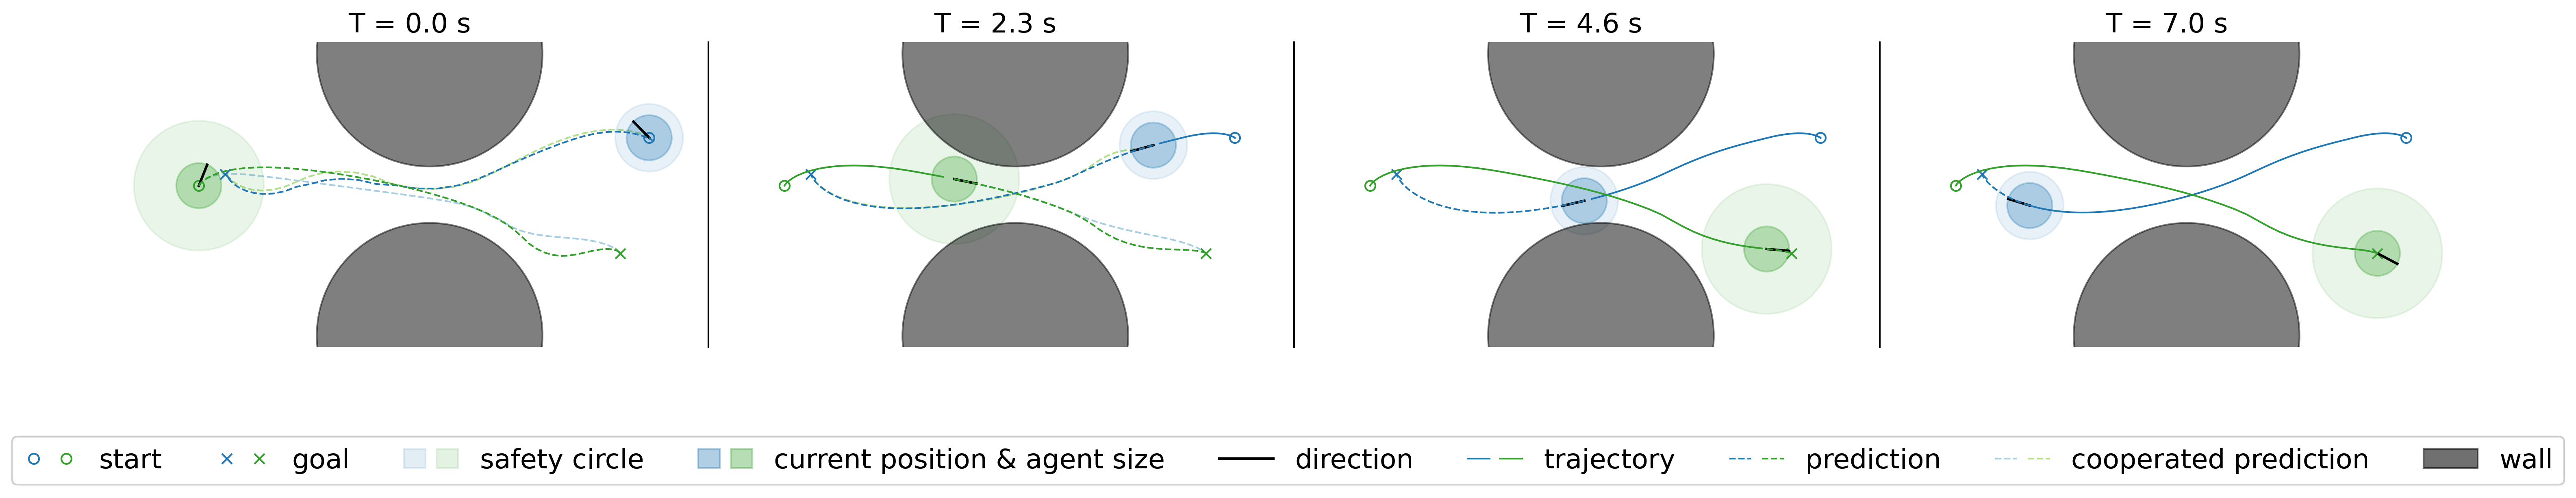 T = 0.0 s T = 2.3 s T = 4.6 s T = 7.0 s
start goal safety circle current position & agent size direction trajectory prediction cooperated prediction wall